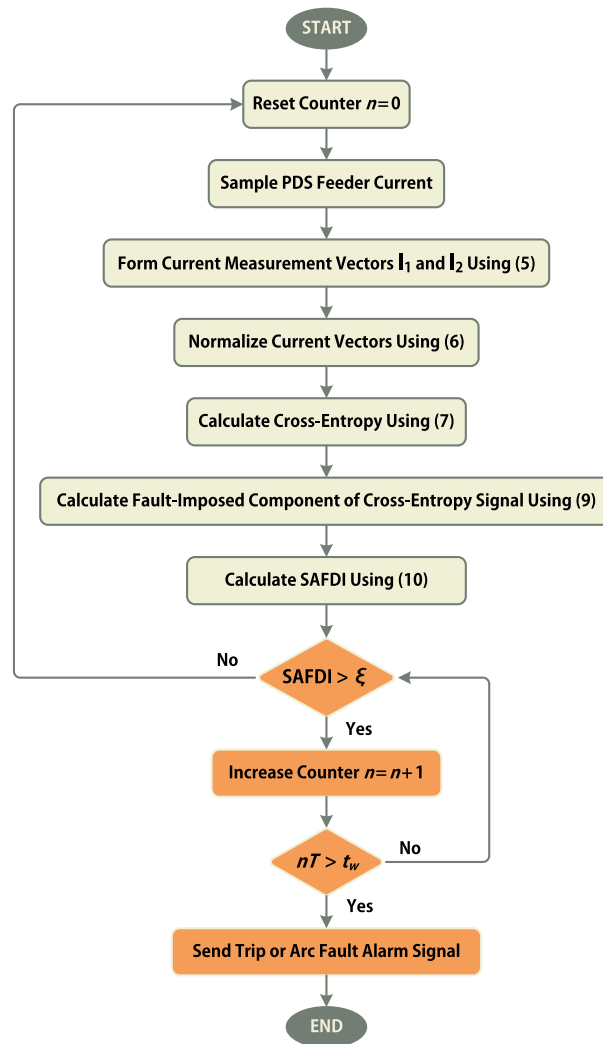 START
Reset Counter n=0
Sample PDS Feeder Current
Form Current Measurement Vectors I₁ and I₂ Using (5)
Normalize Current Vectors Using (6)
Calculate Cross-Entropy Using (7)
Calculate Fault-Imposed Component of Cross-Entropy Signal Using (9)
Calculate SAFDI Using (10)
No
SAFDI > ξ
Yes
Increase Counter n=n+1
nT > t_w
No
Yes
Send Trip or Arc Fault Alarm Signal
END